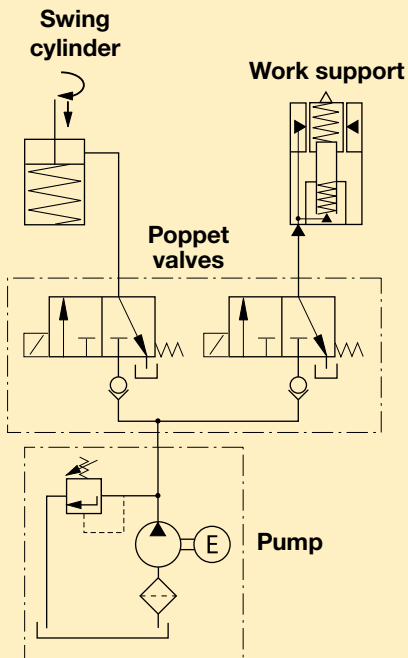 Swing
cylinder
Work support
Poppet
valves
E
Pump